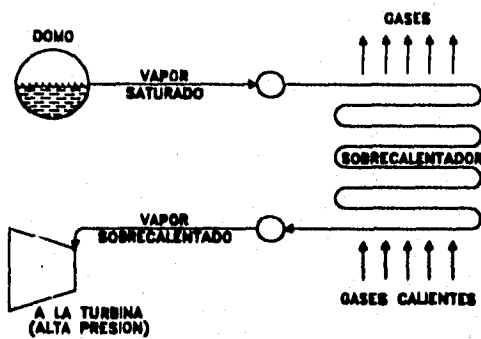 GASES
DOMO
VAPOR
SATURADO
SOBRECALENTADOR
VAPOR
SOBRECALENTADO
GASES CALIENTES
A LA TURBINA
(ALTA PRESION)